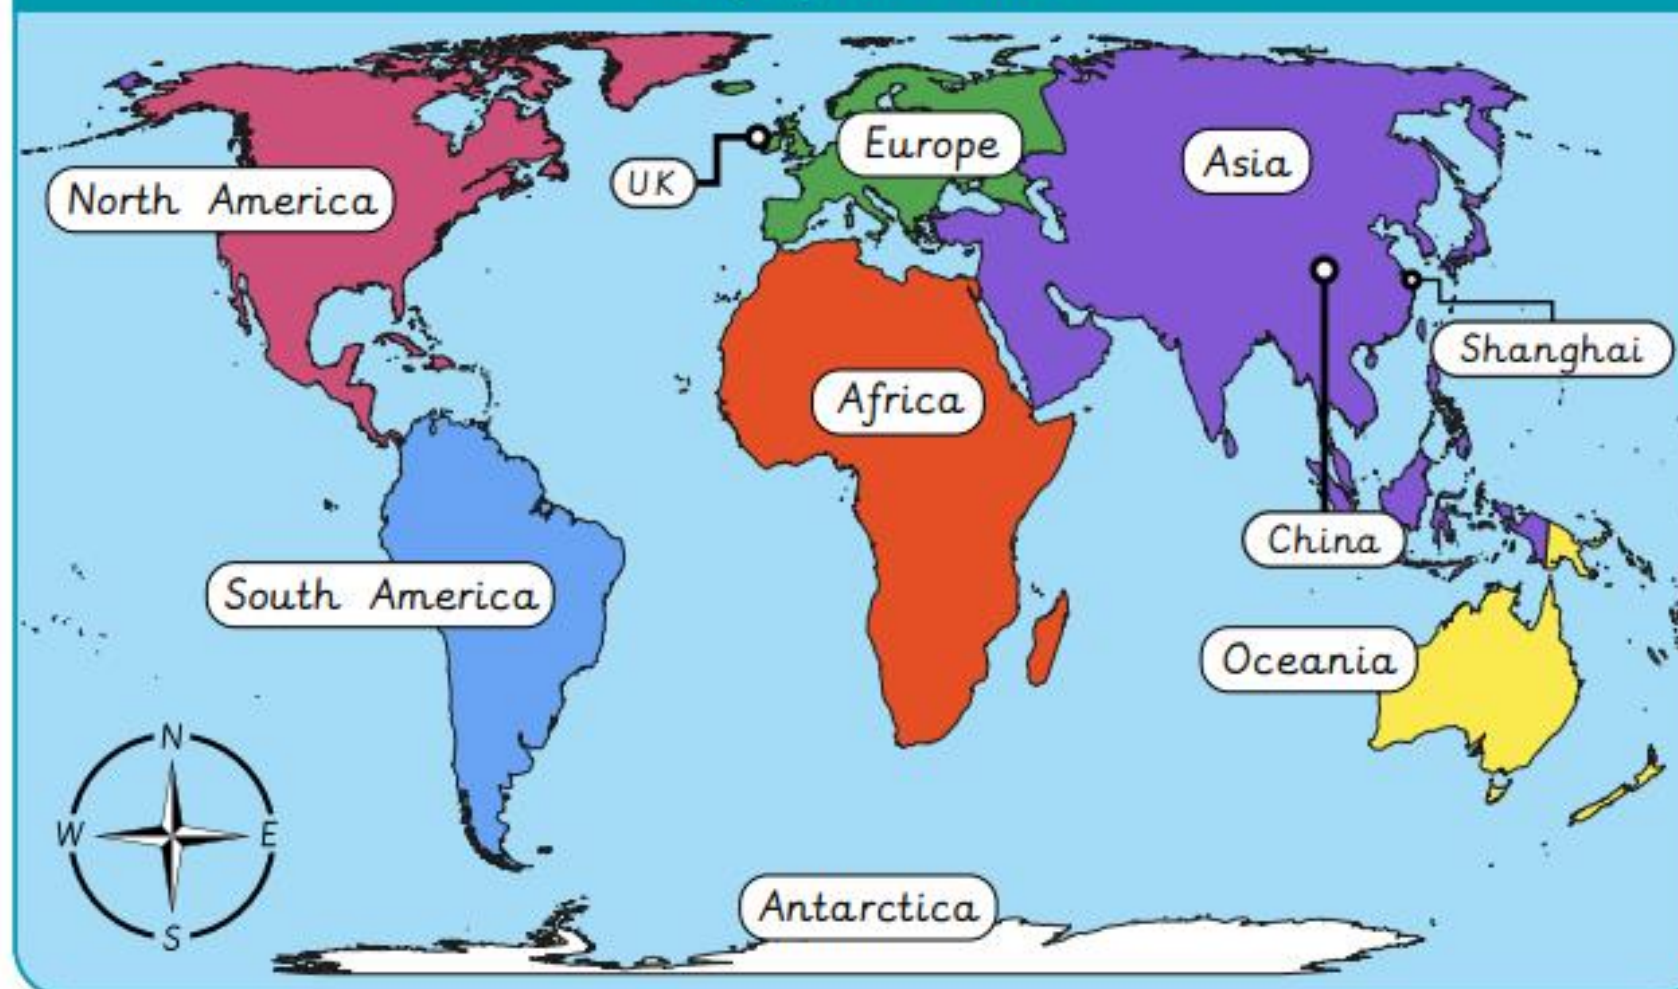 Europe
Asia
UK
North America
Shanghai
Africa
China
South America
Oceania
N
W
E
S
Antarctica